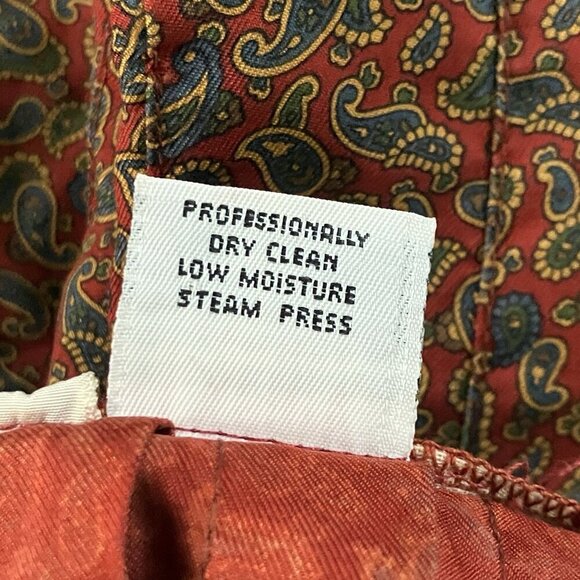 PROFESSIONALLY
DRY CLEAN
LOW MOISTURE
STEAM PRESS